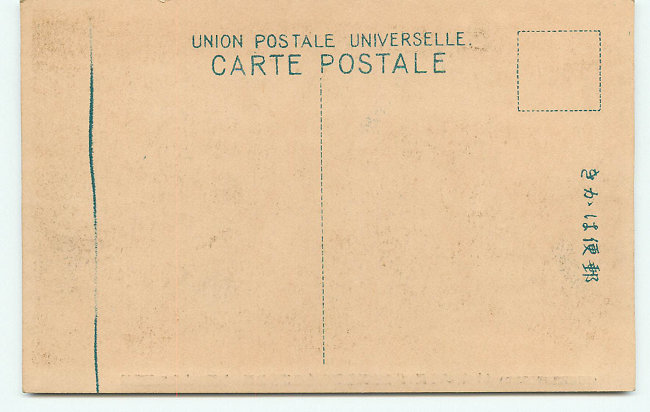 UNION POSTALE UNIVERSELLE.
CARTE POSTALE
郵便はかき